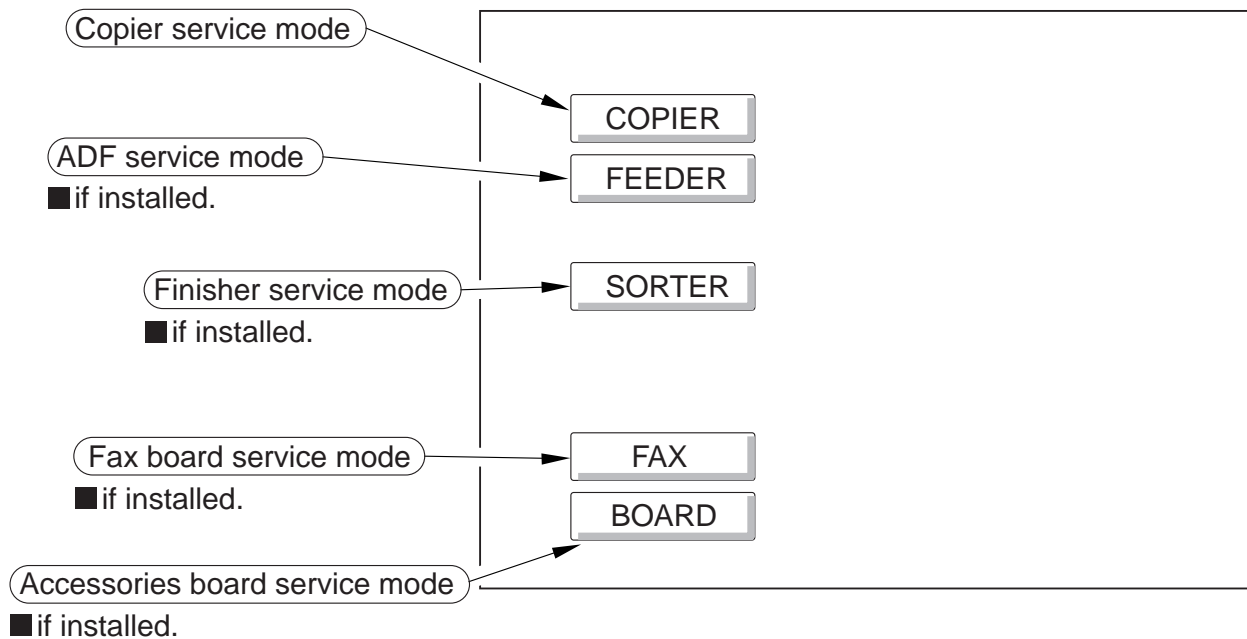 Copier service mode
COPIER
ADF service mode
■ if installed.
FEEDER
Finisher service mode
■ if installed.
SORTER
Fax board service mode
■ if installed.
FAX
BOARD
Accessories board service mode
■ if installed.